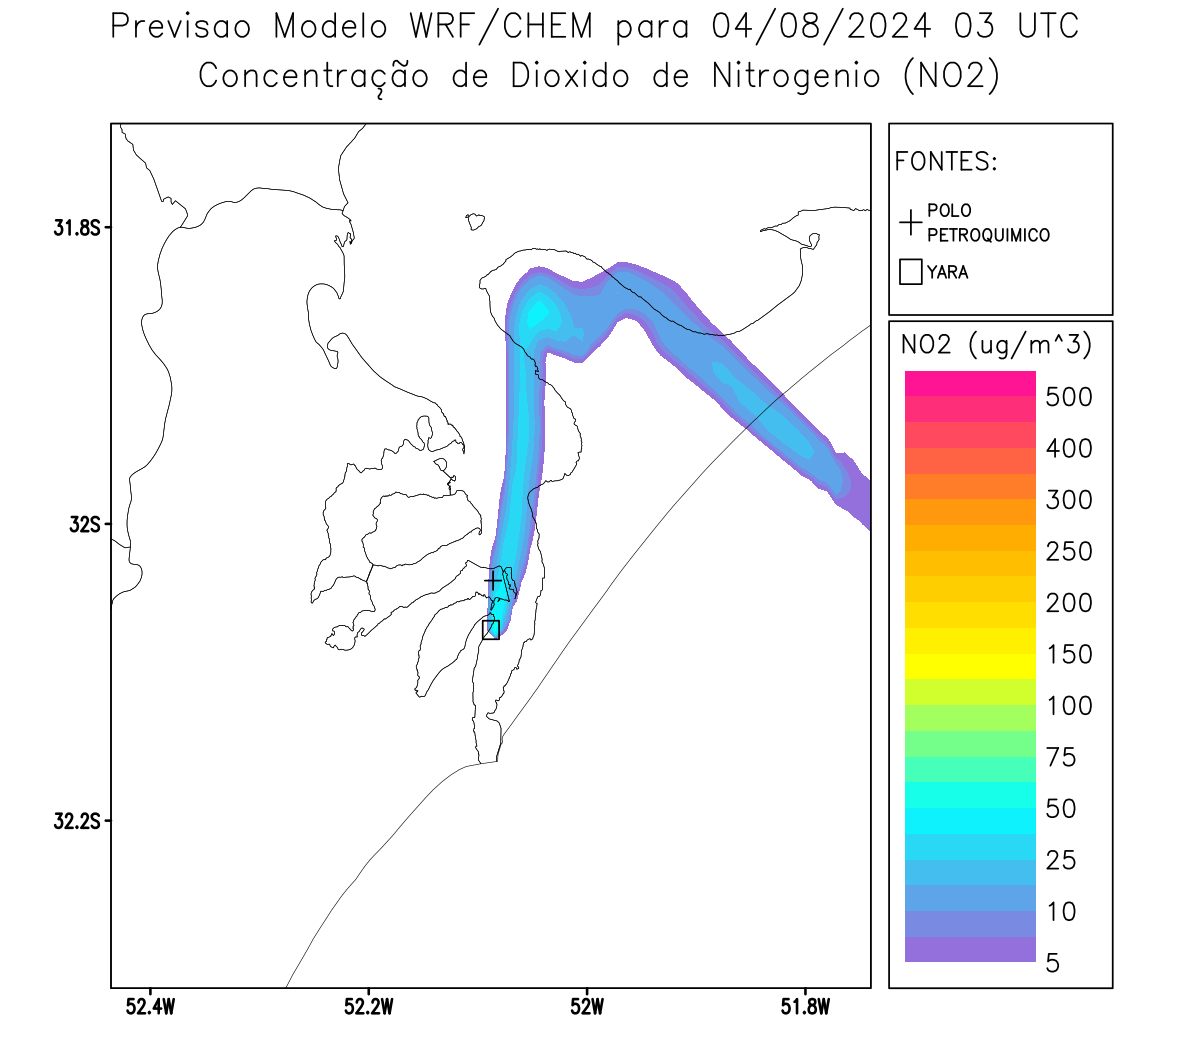 Previsao Modelo WRF/CHEM para 04/08/2024 03 UTC
Concentração de Dioxido de Nitrogenio (NO2)
FONTES:
POLO
PETROQUIMICO
YARA
31.8S
32S
32.2S
52.4W
52.2W
52W
51.8W
NO2 (ug/m^3)
500
400
300
250
200
150
100
75
50
25
10
5